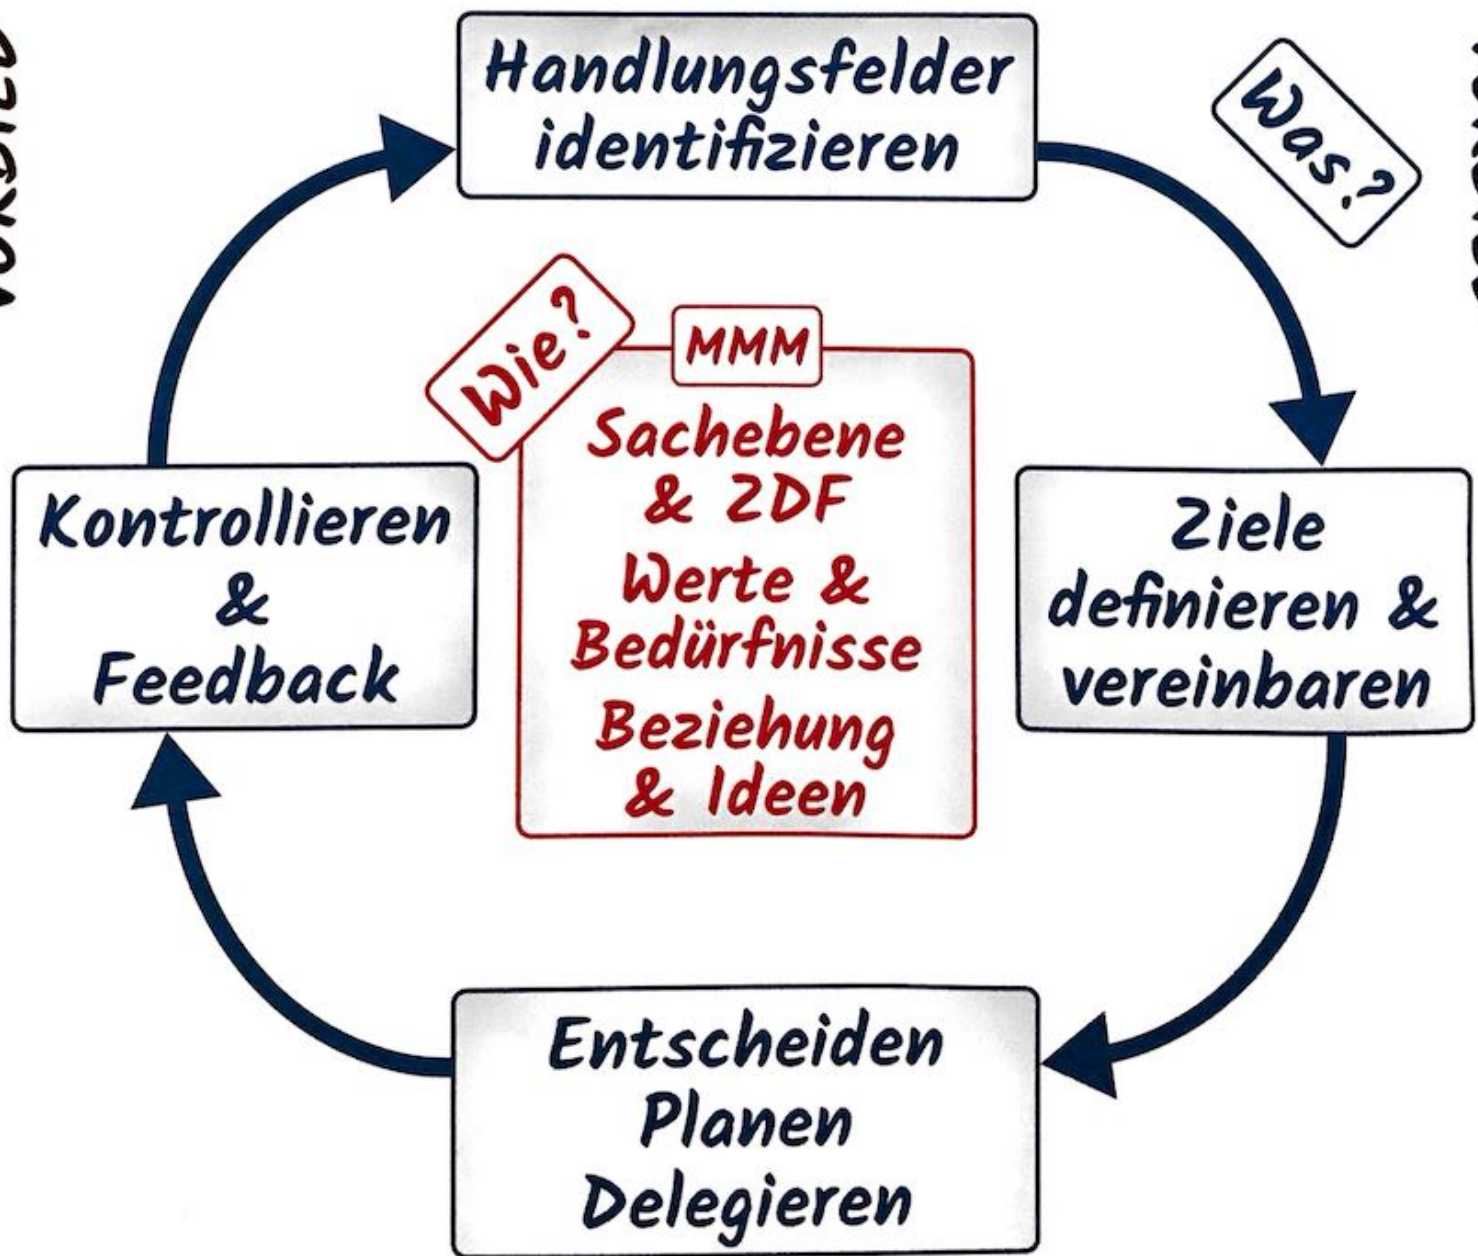 VORBILD
Handlungsfelder
identifizieren
Was?
Wie?
MMM
Sachebene
& ZDF
Werte &
Bedürfnisse
Beziehung
& Ideen
Kontrollieren
&
Feedback
Ziele
definieren &
vereinbaren
Entscheiden
Planen
Delegieren